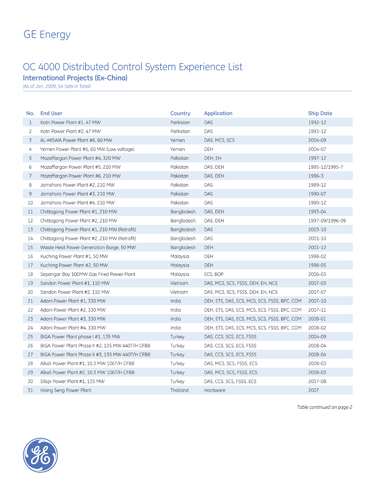 GE Energy
OC 4000 Distributed Control System Experience List
International Projects (Ex-China)
(As of Jan. 2009, 54 Sets in Total)
No. End User Country Application Ship Date
1 Kotri Power Plant #1, 47 MW Parkistan DAS 1992-12
2 Kotri Power Plant #2, 47 MW Parkistan DAS 1993-12
3 AL-MISWA Power Plant #6, 60 MW Yemen DAS, MCS, SCS 2004-09
4 Yemen Power Plant #6, 60 MW (Low voltage) Yemen DEH 2004-07
5 Mozaffargon Power Plant #4, 320 MW Pakistan DEH, EH 1997-12
6 Mozaffargon Power Plant #5, 210 MW Pakistan DAS, DEH 1995-12/1995-7
7 Mozaffargon Power Plant #6, 210 MW Pakistan DAS, DEH 1996-3
8 Jamshoro Power Plant #2, 210 MW Pakistan DAS 1989-12
9 Jamshoro Power Plant #3, 210 MW Pakistan DAS 1990-07
10 Jamshoro Power Plant #4, 210 MW Pakistan DAS 1990-12
11 Chittagong Power Plant #1, 210 MW Bangladesh DAS, DEH 1993-04
12 Chittagong Power Plant #2, 210 MW Bangladesh DAS, DEH 1997-09/1996-09
13 Chittagong Power Plant #1, 210 MW (Retrofit) Bangladesh DAS 2003-10
14 Chittagong Power Plant #2, 210 MW (Retrofit) Bangladesh DAS 2001-10
15 Waste Heat Power Generation Range, 50 MW Bangladesh DEH 2001-12
16 Kuching Power Plant #1, 50 MW Malaysia DEH 1998-02
17 Kuching Power Plant #2, 50 MW Malaysia DEH 1998-05
18 Sepangar Bay 100MW Gas Fired Power Plant Malaysia ECS, BOP 2006-03
19 Sandon Power Plant #1, 110 MW Vietnam DAS, MCS, SCS, FSSS, DEH, EH, NCS 2007-03
20 Sandon Power Plant #2, 110 MW Vietnam DAS, MCS, SCS, FSSS, DEH, EH, NCS 2007-07
21 Adani Power Plant #1, 330 MW India DEH, ETS, DAS, ECS, MCS, SCS, FSSS, BPC, COM 2007-10
22 Adani Power Plant #2, 330 MW India DEH, ETS, DAS, ECS, MCS, SCS, FSSS, BPC, COM 2007-11
23 Adani Power Plant #3, 330 MW India DEH, ETS, DAS, ECS, MCS, SCS, FSSS, BPC, COM 2008-01
24 Adani Power Plant #4, 330 MW India DEH, ETS, DAS, ECS, MCS, SCS, FSSS, BPC, COM 2008-02
25 BIGA Power Plant phase I #1, 135 MW Turkey DAS, CCS, SCS, ECS, FSSS 2004-09
26 BIGA Power Plant Phase II #2, 135 MW 440T/H CFBB Turkey DAS, CCS, SCS, ECS, FSSS 2008-04
27 BIGA Power Plant Phase II #3, 135 MW 440T/H CFBB Turkey DAS, CCS, SCS, ECS, FSSS 2008-04
28 Alkali Power Plant #1, 10.3 MW 106T/H CFBB Turkey DAS, MCS, SCS, FSSS, ECS 2008-03
29 Alkali Power Plant #2, 10.3 MW 106T/H CFBB Turkey DAS, MCS, SCS, FSSS, ECS 2008-03
30 Silopi Power Plant #1, 135 MW Turkey DAS, CCS, SCS, FSSS, ECS 2007-08
31 Hiang Seng Power Plant Thailand Hardware 2007
Table continued on page 2